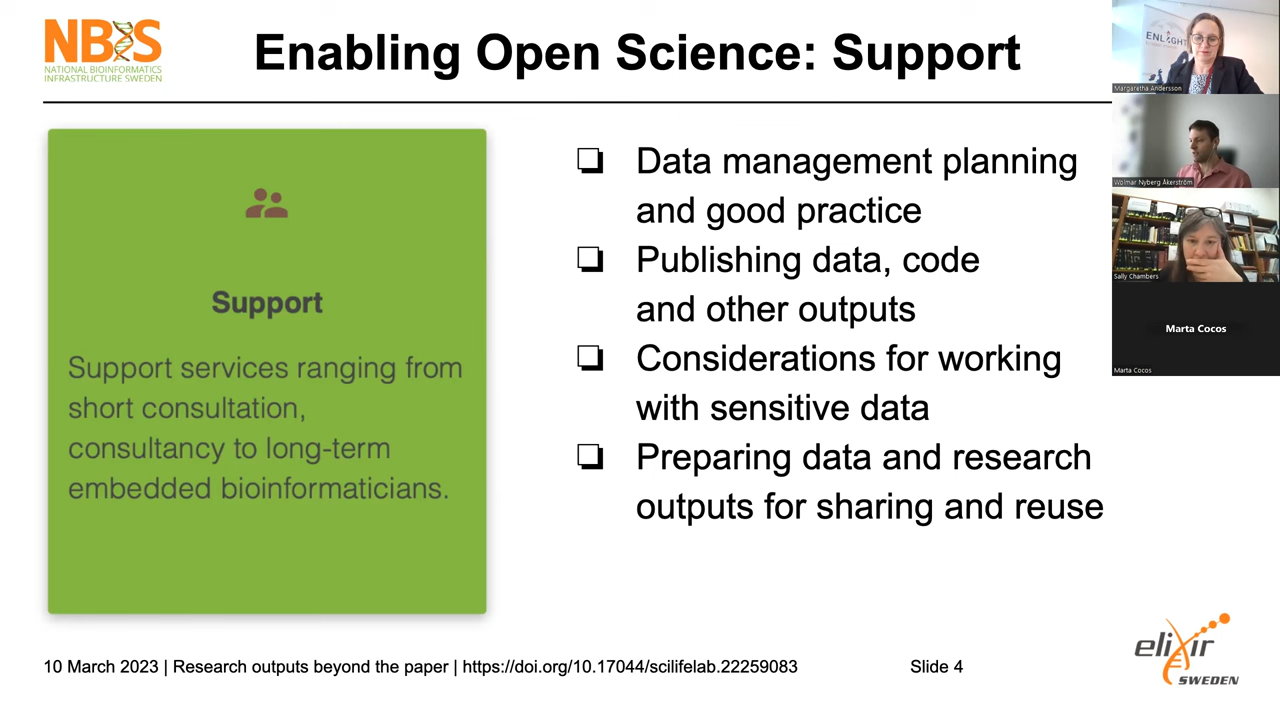 NBIS
NATIONAL BIOINFORMATICS
INFRASTRUCTURE SWEDEN
Enabling Open Science: Support
Support
Support services ranging from
short consultation,
consultancy to long-term
embedded bioinformaticians.
❏ Data management planning
and good practice
❏ Publishing data, code
and other outputs
❏ Considerations for working
with sensitive data
❏ Preparing data and research
outputs for sharing and reuse
ENLIGHT
Margaretha Andersson
Wolmar Nyberg Åkerström
Sally Chambers
Marta Cocos
Marta Cocos
10 March 2023 | Research outputs beyond the paper | https://doi.org/10.17044/scilifelab.22259083
Slide 4
elixir
SWEDEN